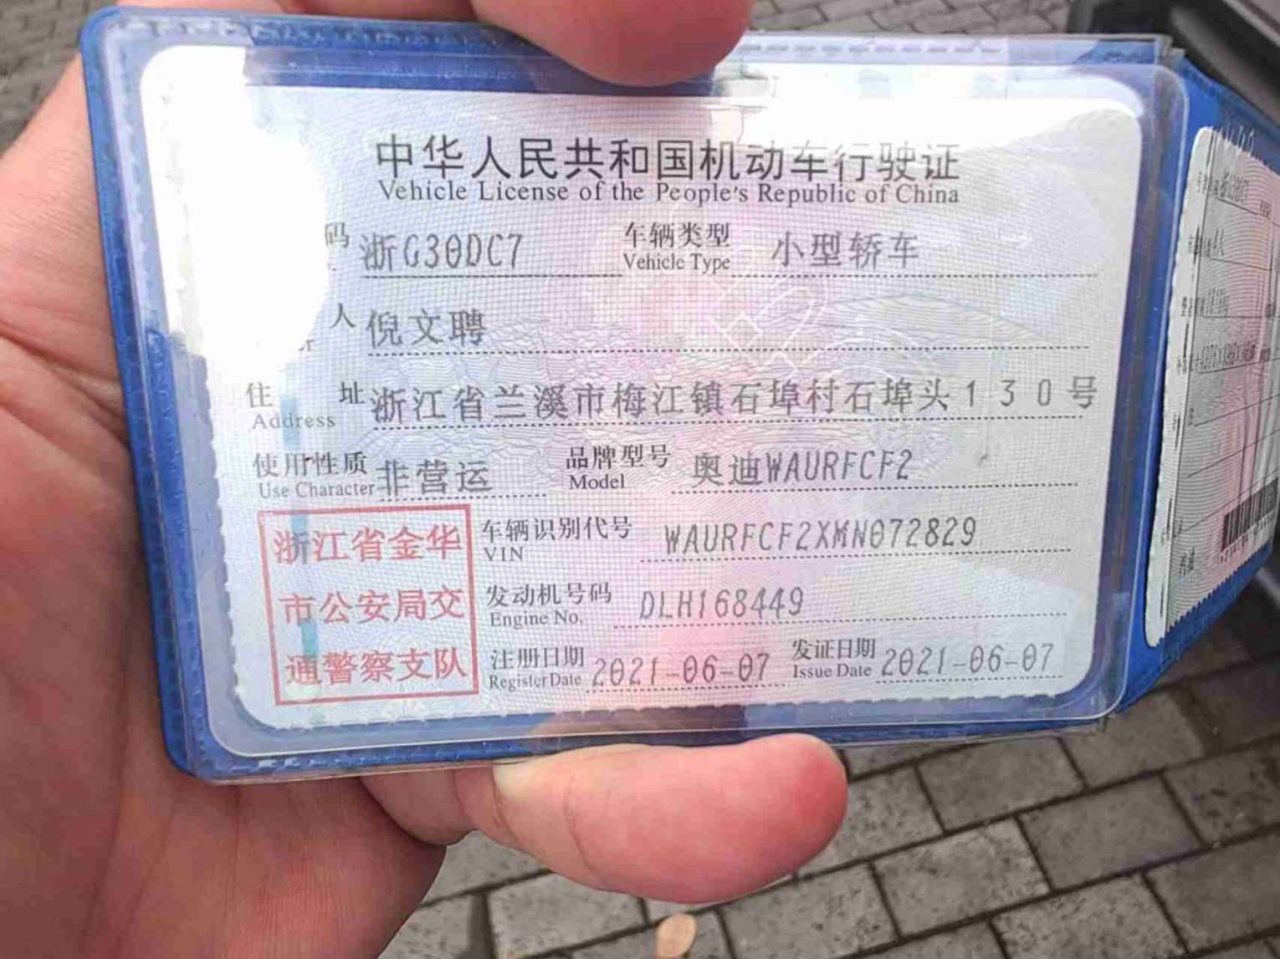 中华人民共和国机动车行驶证
Vehicle License of the People's Republic of China
码 浙G30DC7 车辆类型 Vehicle Type 小型轿车
人 倪文聘
住 址 Address 浙江省兰溪市梅江镇石埠村石埠头130号
使用性质 Use Character 非营运 品牌型号 Model 奥迪WAURFCF2
车辆识别代号 VIN WAURFCF2XMN072829
发动机号码 Engine No. DLH168449
注册日期 Register Date 2021-06-07 发证日期 Issue Date 2021-06-07
浙江省金华
市公安局交
通警察支队